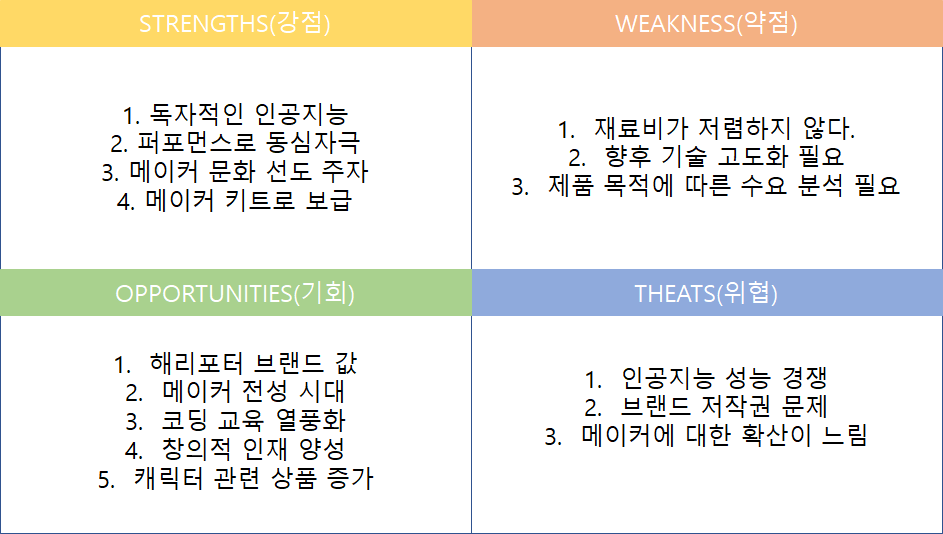 STRENGTHS(강점)
1. 독자적인 인공지능
2. 퍼포먼스로 동심자극
3. 메이커 문화 선도 주자
4. 메이커 키트로 보급
WEAKNESS(약점)
1. 재료비가 저렴하지 않다.
2. 향후 기술 고도화 필요
3. 제품 목적에 따른 수요 분석 필요
OPPORTUNITIES(기회)
1. 해리포터 브랜드 값
2. 메이커 전성 시대
3. 코딩 교육 열풍화
4. 창의적 인재 양성
5. 캐릭터 관련 상품 증가
THEATS(위협)
1. 인공지능 성능 경쟁
2. 브랜드 저작권 문제
3. 메이커에 대한 확산이 느림